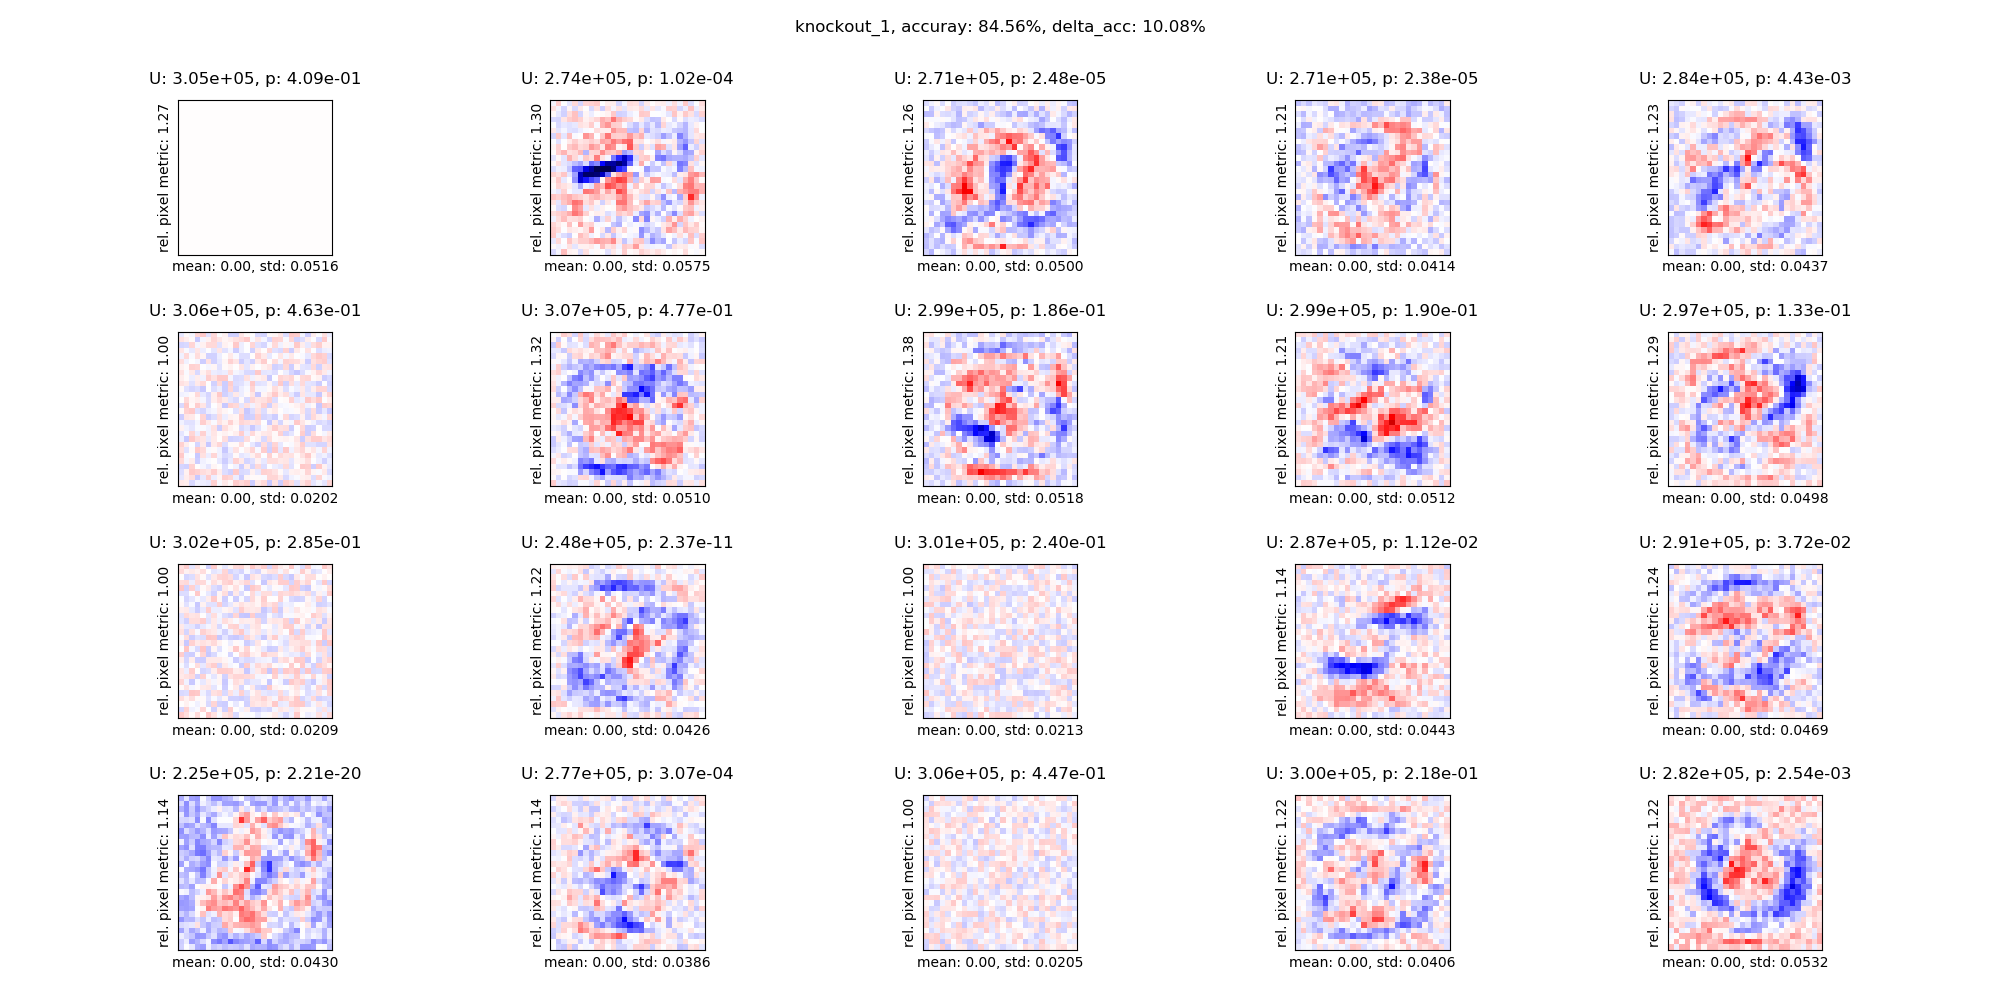 knockout_1, accuray: 84.56%, delta_acc: 10.08%
U: 3.05e+05, p: 4.09e-01
rel. pixel metric: 1.27
mean: 0.00, std: 0.0516
U: 2.74e+05, p: 1.02e-04
rel. pixel metric: 1.30
mean: 0.00, std: 0.0575
U: 2.71e+05, p: 2.48e-05
rel. pixel metric: 1.26
mean: 0.00, std: 0.0500
U: 2.71e+05, p: 2.38e-05
rel. pixel metric: 1.21
mean: 0.00, std: 0.0414
U: 2.84e+05, p: 4.43e-03
rel. pixel metric: 1.23
mean: 0.00, std: 0.0437
U: 3.06e+05, p: 4.63e-01
rel. pixel metric: 1.00
mean: 0.00, std: 0.0202
U: 3.07e+05, p: 4.77e-01
rel. pixel metric: 1.32
mean: 0.00, std: 0.0510
U: 2.99e+05, p: 1.86e-01
rel. pixel metric: 1.38
mean: 0.00, std: 0.0518
U: 2.99e+05, p: 1.90e-01
rel. pixel metric: 1.21
mean: 0.00, std: 0.0512
U: 2.97e+05, p: 1.33e-01
rel. pixel metric: 1.29
mean: 0.00, std: 0.0498
U: 3.02e+05, p: 2.85e-01
rel. pixel metric: 1.00
mean: 0.00, std: 0.0209
U: 2.48e+05, p: 2.37e-11
rel. pixel metric: 1.22
mean: 0.00, std: 0.0426
U: 3.01e+05, p: 2.40e-01
rel. pixel metric: 1.00
mean: 0.00, std: 0.0213
U: 2.87e+05, p: 1.12e-02
rel. pixel metric: 1.14
mean: 0.00, std: 0.0443
U: 2.91e+05, p: 3.72e-02
rel. pixel metric: 1.24
mean: 0.00, std: 0.0469
U: 2.25e+05, p: 2.21e-20
rel. pixel metric: 1.14
mean: 0.00, std: 0.0430
U: 2.77e+05, p: 3.07e-04
rel. pixel metric: 1.14
mean: 0.00, std: 0.0386
U: 3.06e+05, p: 4.47e-01
rel. pixel metric: 1.00
mean: 0.00, std: 0.0205
U: 3.00e+05, p: 2.18e-01
rel. pixel metric: 1.22
mean: 0.00, std: 0.0406
U: 2.82e+05, p: 2.54e-03
rel. pixel metric: 1.22
mean: 0.00, std: 0.0532